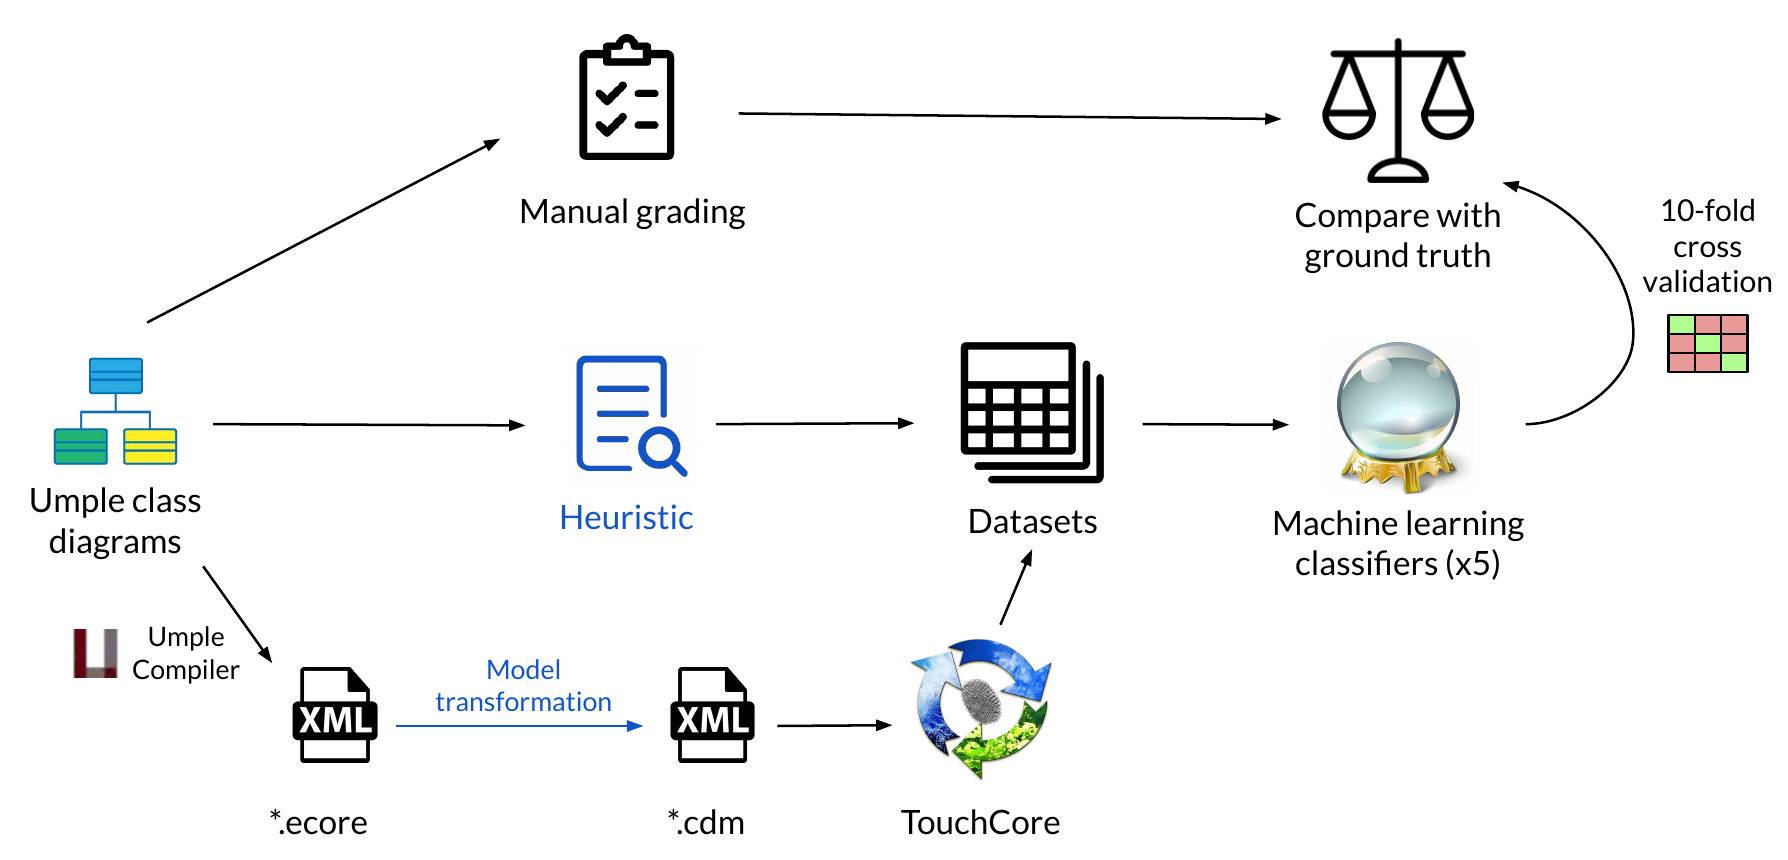 Manual grading
Compare with
ground truth
10-fold
cross
validation
Umple class
diagrams
Heuristic
Datasets
Machine learning
classifiers (x5)
Umple
Compiler
XML
Model
transformation
XML
*.ecore
*.cdm
TouchCore